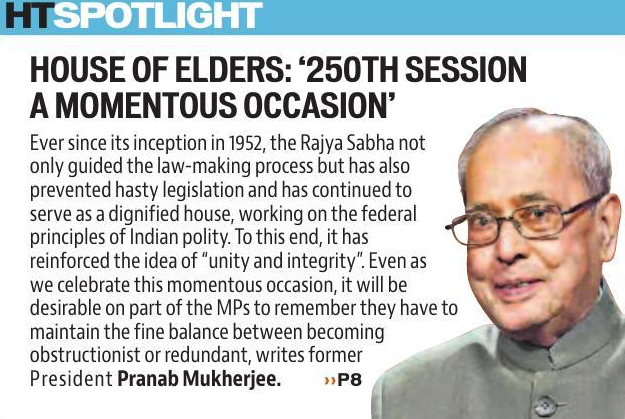 HTSPOTLIGHT
HOUSE OF ELDERS: ‘250TH SESSION
A MOMENTOUS OCCASION’
Ever since its inception in 1952, the Rajya Sabha not
only guided the law-making process but has also
prevented hasty legislation and has continued to
serve as a dignified house, working on the federal
principles of Indian polity. To this end, it has
reinforced the idea of “unity and integrity”. Even as
we celebrate this momentous occasion, it will be
desirable on part of the MPs to remember they have to
maintain the fine balance between becoming
obstructionist or redundant, writes former
President Pranab Mukherjee. ››P8